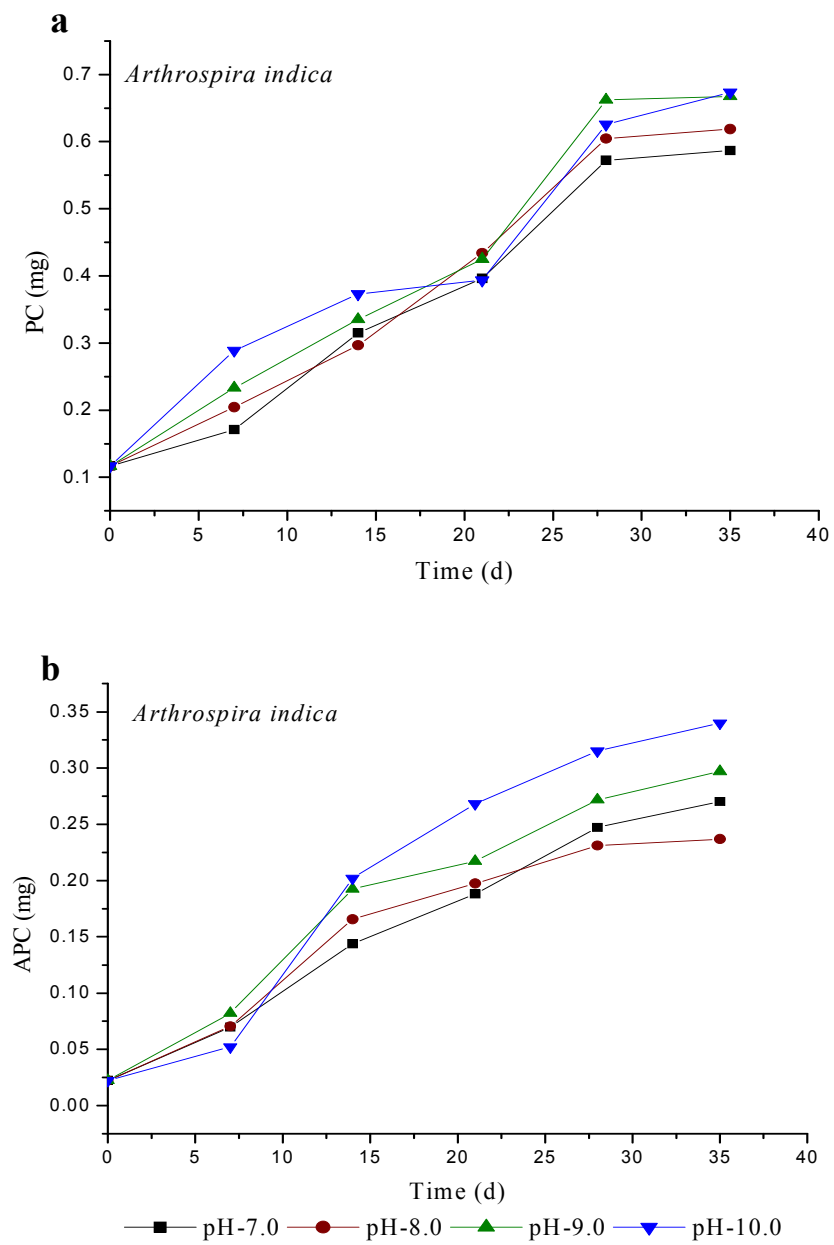 a
Arthrospira indica
0.7
0.6
0.5
0.4
0.3
0.2
0.1
PC (mg)
0 5 10 15 20 25 30 35 40
Time (d)
b
Arthrospira indica
0.35
0.30
0.25
0.20
0.15
0.10
0.05
0.00
APC (mg)
0 5 10 15 20 25 30 35 40
Time (d)
pH-7.0 pH-8.0 pH-9.0 pH-10.0